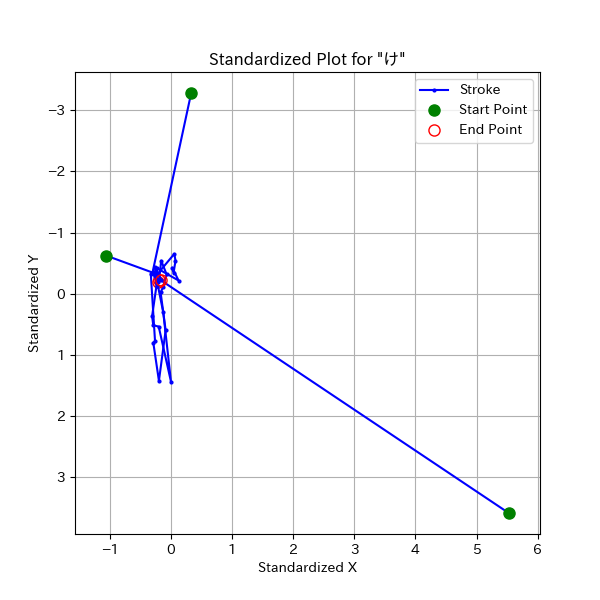 Standardized Plot for "け"
Stroke
Start Point
End Point
−3
−2
−1
0
1
2
3
Standardized Y
−1 0 1 2 3 4 5 6
Standardized X